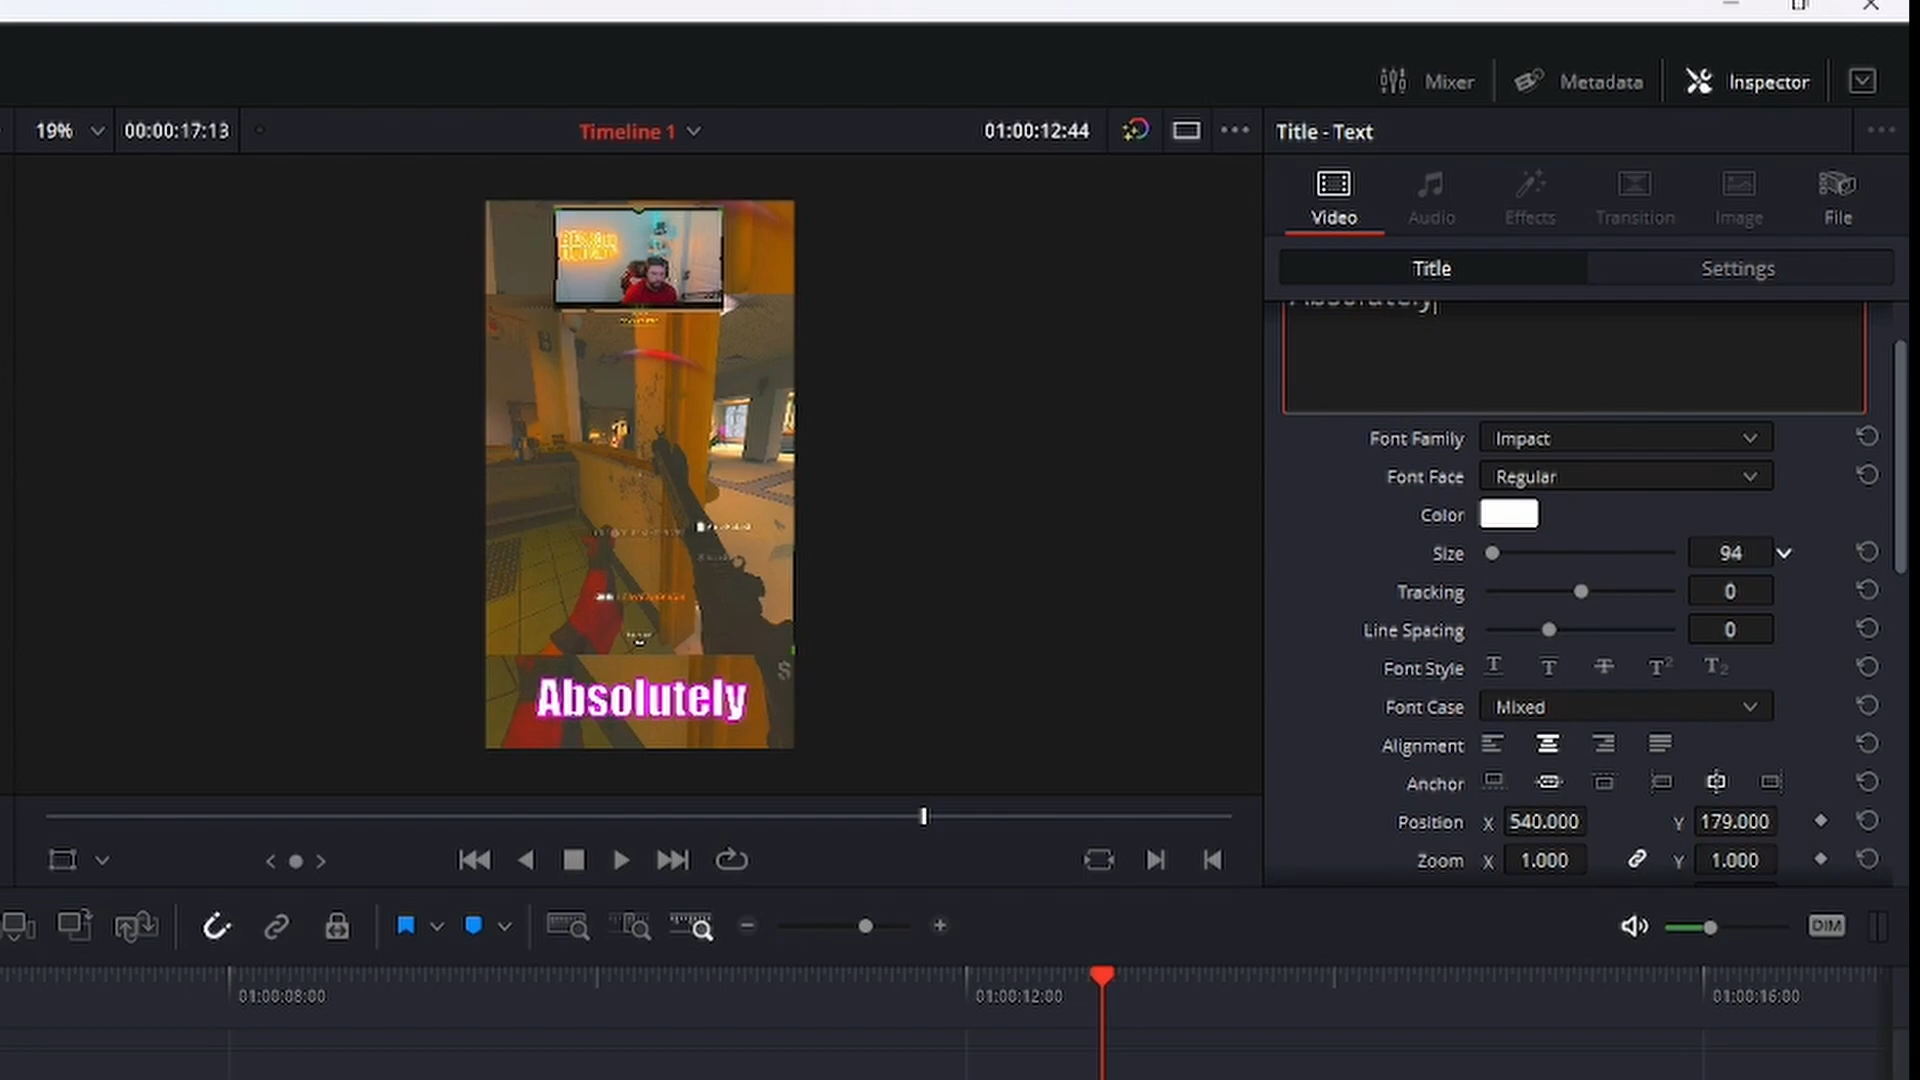 Mixer
Metadata
Inspector
19%
00:00:17:13
Timeline 1
01:00:12:44
Title - Text
Video
Audio
Effects
Transition
Image
File
Title
Settings
Absolutely
Font Family
Impact
Font Face
Regular
Color
Size
94
Tracking
0
Line Spacing
0
Font Style
T T T T2 T2
Font Case
Mixed
Alignment
Anchor
Position X 540.000 Y 179.000
Zoom X 1.000 Y 1.000
$
Absolutely
DIM
01:00:08:00
01:00:12:00
01:00:16:00